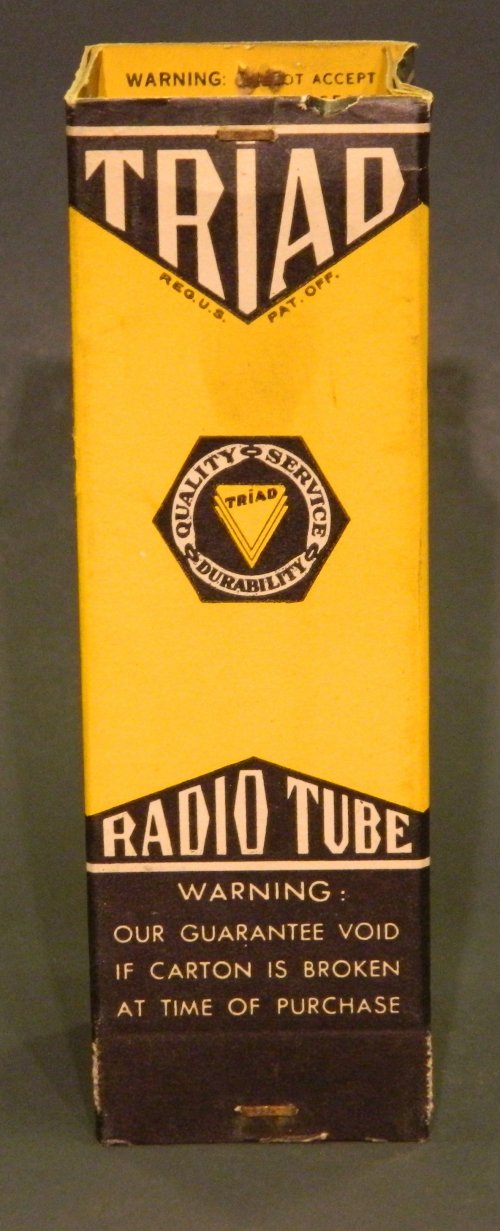 WARNING: NOT ACCEPT
TRIAD
REG. U.S. PAT. OFF.
QUALITY SERVICE
TRIAD
DURABILITY
RADIO TUBE
WARNING:
OUR GUARANTEE VOID
IF CARTON IS BROKEN
AT TIME OF PURCHASE